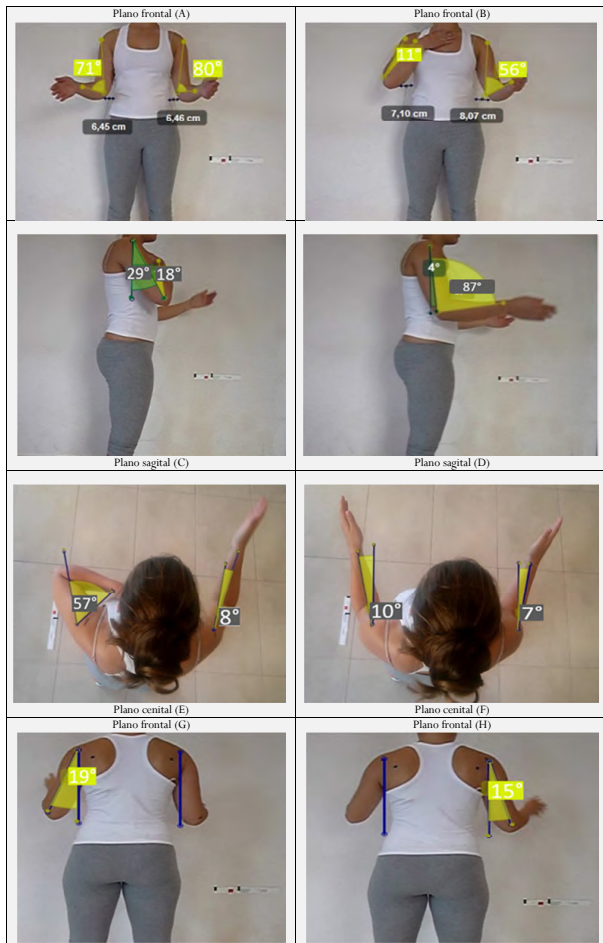 Plano frontal (A)
Plano frontal (B)
71°
80°
6,45 cm
6,46 cm
11°
56°
7,10 cm
8,07 cm
29°
18°
4°
87°
Plano sagital (C)
Plano sagital (D)
57°
8°
10°
7°
Plano cenital (E)
Plano cenital (F)
Plano frontal (G)
Plano frontal (H)
19°
15°